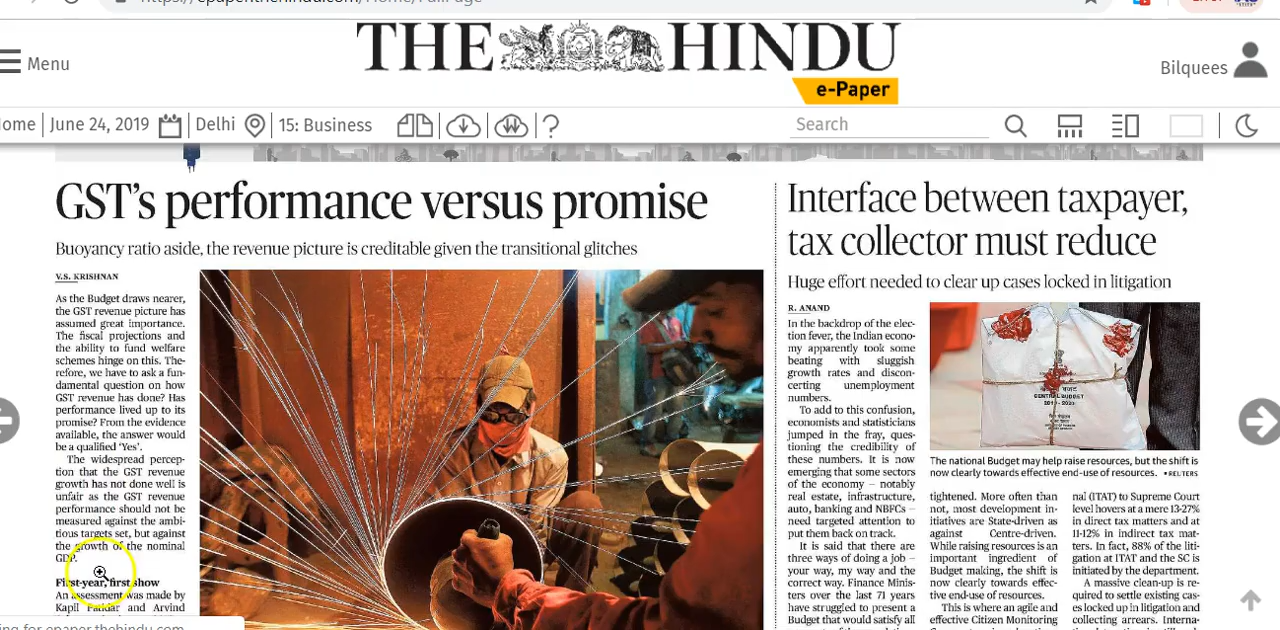 THE HINDU
e-Paper
Menu
Bilquees
June 24, 2019
Delhi
15: Business
?
Search
GST's performance versus promise
Buoyancy ratio aside, the revenue picture is creditable given the transitional glitches
V.S. KRISHNAN
As the Budget draws nearer,
the GST revenue picture has
assumed great importance.
The fiscal projections and
the ability to fund welfare
schemes hinge on this. The-
refore, we have to ask a fun-
damental question on how
GST revenue has done? Has
performance lived up to its
promise? From the evidence
available, the answer would
be a qualified 'Yes'.
The widespread percep-
tion that the GST revenue
growth has not done well is
unfair as the GST revenue
performance should not be
measured against the ambi-
tious targets set, but against
the growth of the nominal
GDP.
First-year, first show
An assessment was made by
Kapil Patidar and Arvind
Interface between taxpayer,
tax collector must reduce
Huge effort needed to clear up cases locked in litigation
R. ANAND
In the backdrop of the elec-
tion fever, the Indian econo-
my apparently took some
beating with sluggish
growth rates and discon-
certing unemployment
numbers.
To add to this confusion,
economists and statisticians
jumped in the fray, ques-
tioning the credibility of
these numbers. It is now
emerging that some sectors
of the economy – notably
real estate, infrastructure,
auto, banking and NBFCs –
need targeted attention to
put them back on track.
It is said that there are
three ways of doing a job –
your way, my way and the
correct way. Finance Minis-
ters over the last 71 years
have struggled to present a
Budget that would satisfy all
The national Budget may help raise resources, but the shift is
now clearly towards effective end-use of resources. • REUTERS
tightened. More often than
not, most development in-
itiatives are State-driven as
against Centre-driven.
While raising resources is an
important ingredient of
Budget making, the shift is
now clearly towards effec-
tive end-use of resources.
This is where an agile and
effective Citizen Monitoring
nal (ITAT) to Supreme Court
level hovers at a mere 13-27%
in direct tax matters and at
11-12% in indirect tax mat-
ters. In fact, 88% of the liti-
gation at ITAT and the SC is
initiated by the department.
A massive clean-up is re-
quired to settle existing cas-
es locked up in litigation and
collecting arrears. Interna-